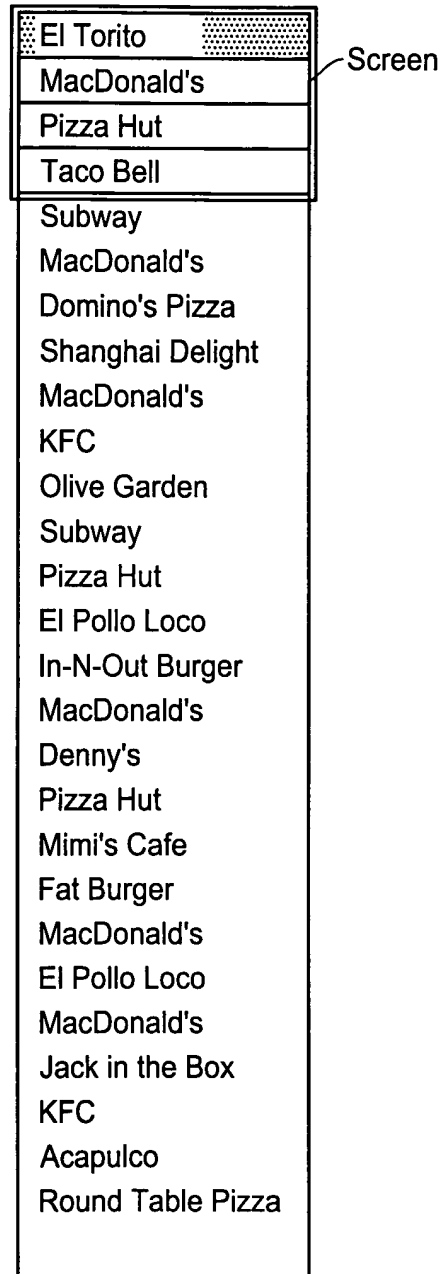 El Torito
Screen
MacDonald's
Pizza Hut
Taco Bell
Subway
MacDonald's
Domino's Pizza
Shanghai Delight
MacDonald's
KFC
Olive Garden
Subway
Pizza Hut
El Pollo Loco
In-N-Out Burger
MacDonald's
Denny's
Pizza Hut
Mimi's Cafe
Fat Burger
MacDonald's
El Pollo Loco
MacDonald's
Jack in the Box
KFC
Acapulco
Round Table Pizza